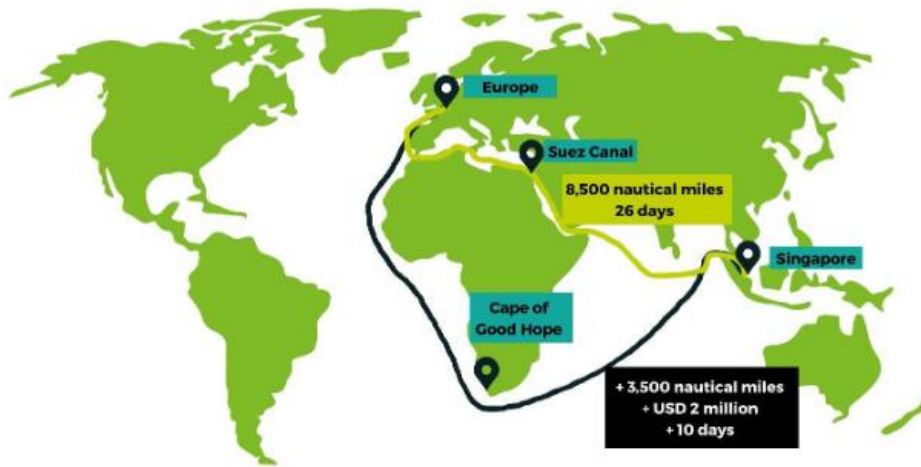 Europe
Suez Canal
8,500 nautical miles
26 days
Singapore
Cape of
Good Hope
+ 3,500 nautical miles
+ USD 2 million
+ 10 days